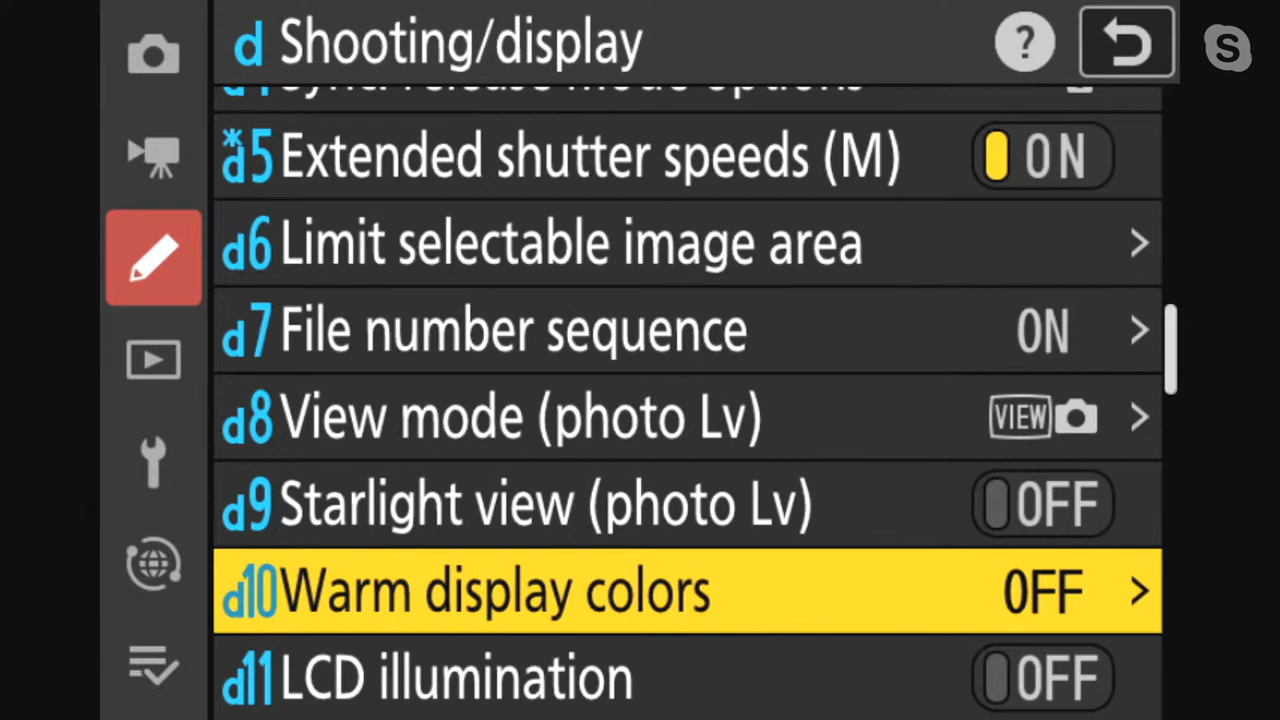 d Shooting/display ?
S
*d5 Extended shutter speeds (M) ON
d6 Limit selectable image area >
d7 File number sequence ON >
d8 View mode (photo Lv) VIEW >
d9 Starlight view (photo Lv) OFF
d10 Warm display colors OFF >
d11 LCD illumination OFF